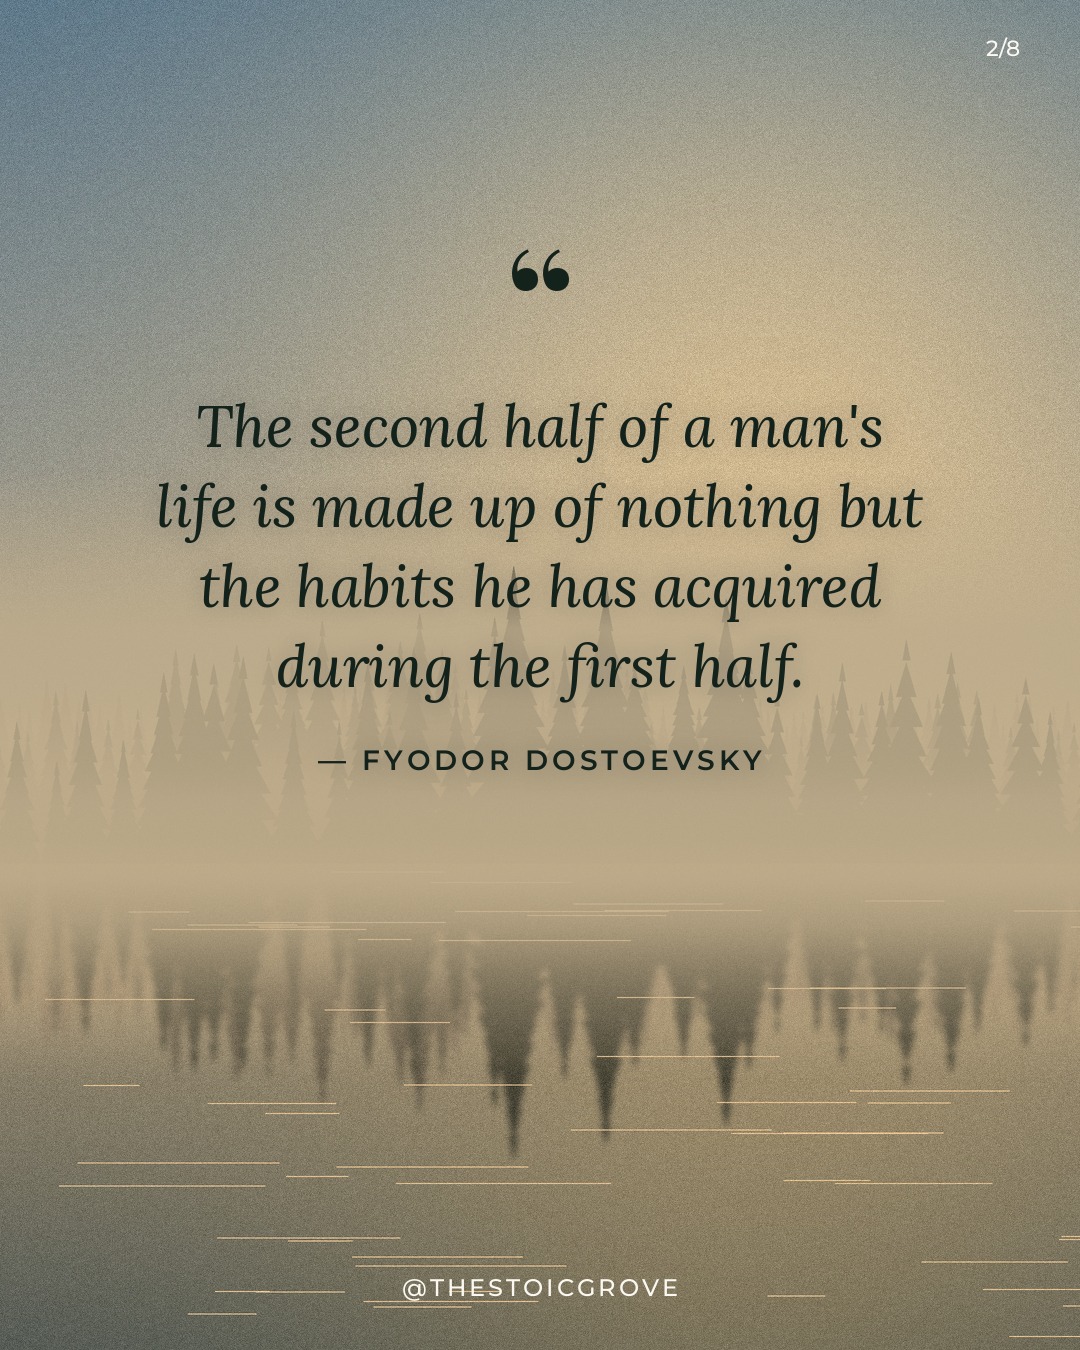 2/8
“
The second half of a man's
life is made up of nothing but
the habits he has acquired
during the first half.
— FYODOR DOSTOEVSKY
@THESTOICGROVE